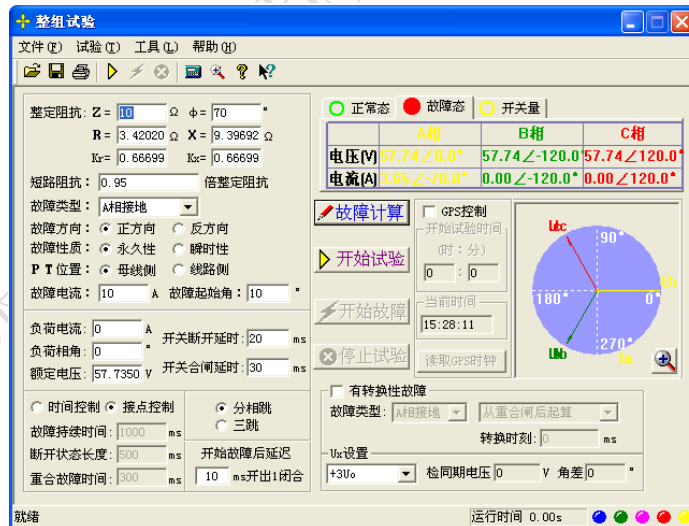 整组试验
文件(F) 试验(T) 工具(L) 帮助(H)
整定阻抗: Z = 10 Ω ϕ = 70 °
R = 3.42020 Ω X = 9.39692 Ω
Kr= 0.66699 Kx= 0.66699
短路阻抗: 0.95 倍整定阻抗
故障类型: A相接地
故障方向: 正方向 反方向
故障性质: 永久性 瞬时性
PT位置: 母线侧 线路侧
故障电流: 10 A 故障起始角: 10 °
负荷电流: 0 A
负荷相角: 0 °
额定电压: 57.7350 V
开关断开延时: 20 ms
开关合闸延时: 30 ms
时间控制 接点控制
故障持续时间: 1000 ms
断开状态长度: 500 ms
重合故障时间: 300 ms
分相跳
三跳
开始故障后延迟
10 ms开出1闭合
正常态 故障态 开关量
A相 B相 C相
电压(V) 57.74∠0.0° 57.74∠-120.0° 57.74∠120.0°
电流(A) 3.65∠-70.0° 0.00∠-120.0° 0.00∠120.0°
故障计算
开始试验
开始故障
停止试验
GPS控制
开始试验时间
(时:分)
0 : 0
当前时间
15:28:11
读取GPS时钟
90°
180° 0°
270°
有转换性故障
故障类型: A相接地 从重合闸后起算
转换时刻: 0 ms
Ux设置
+3U₀ 检同期电压 0 V 角差 0 °
就绪 运行时间 0.00s